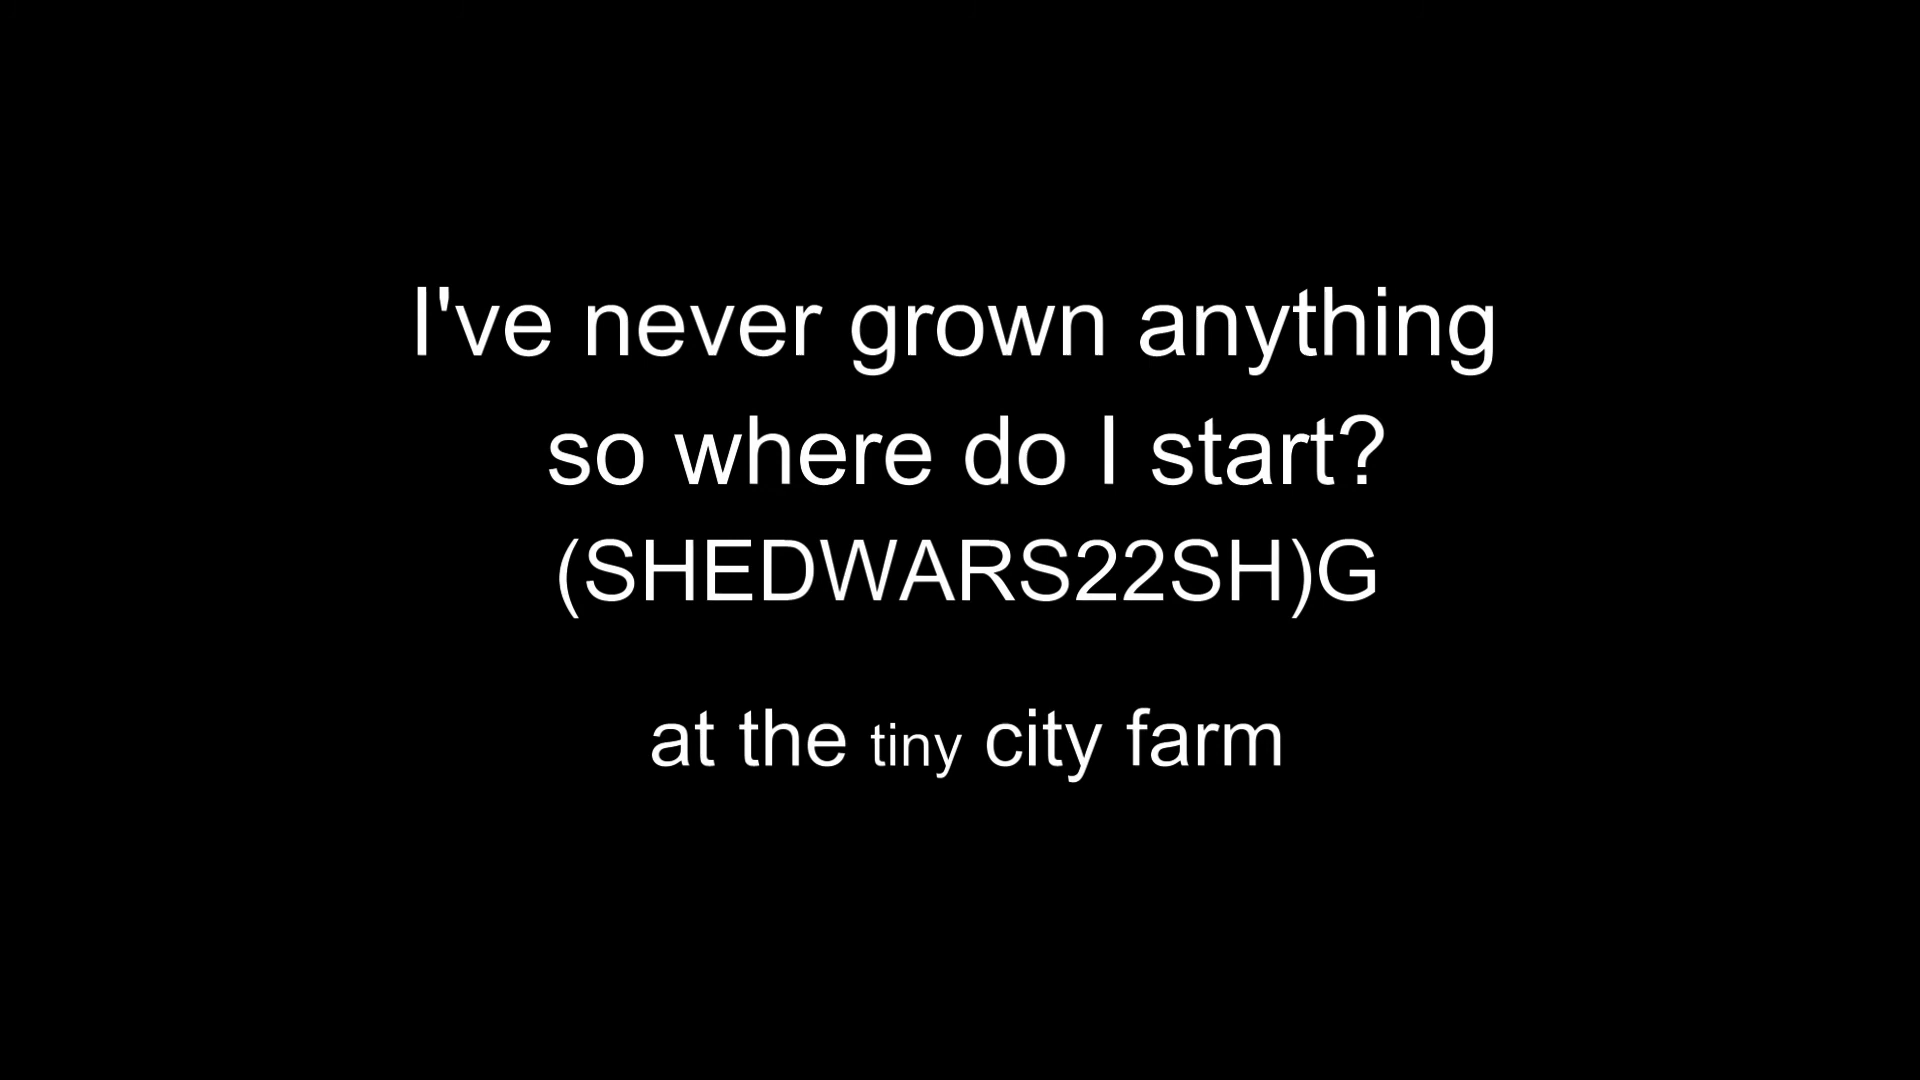 I've never grown anything
so where do I start?
(SHEDWARS22SH)G
at the tiny city farm